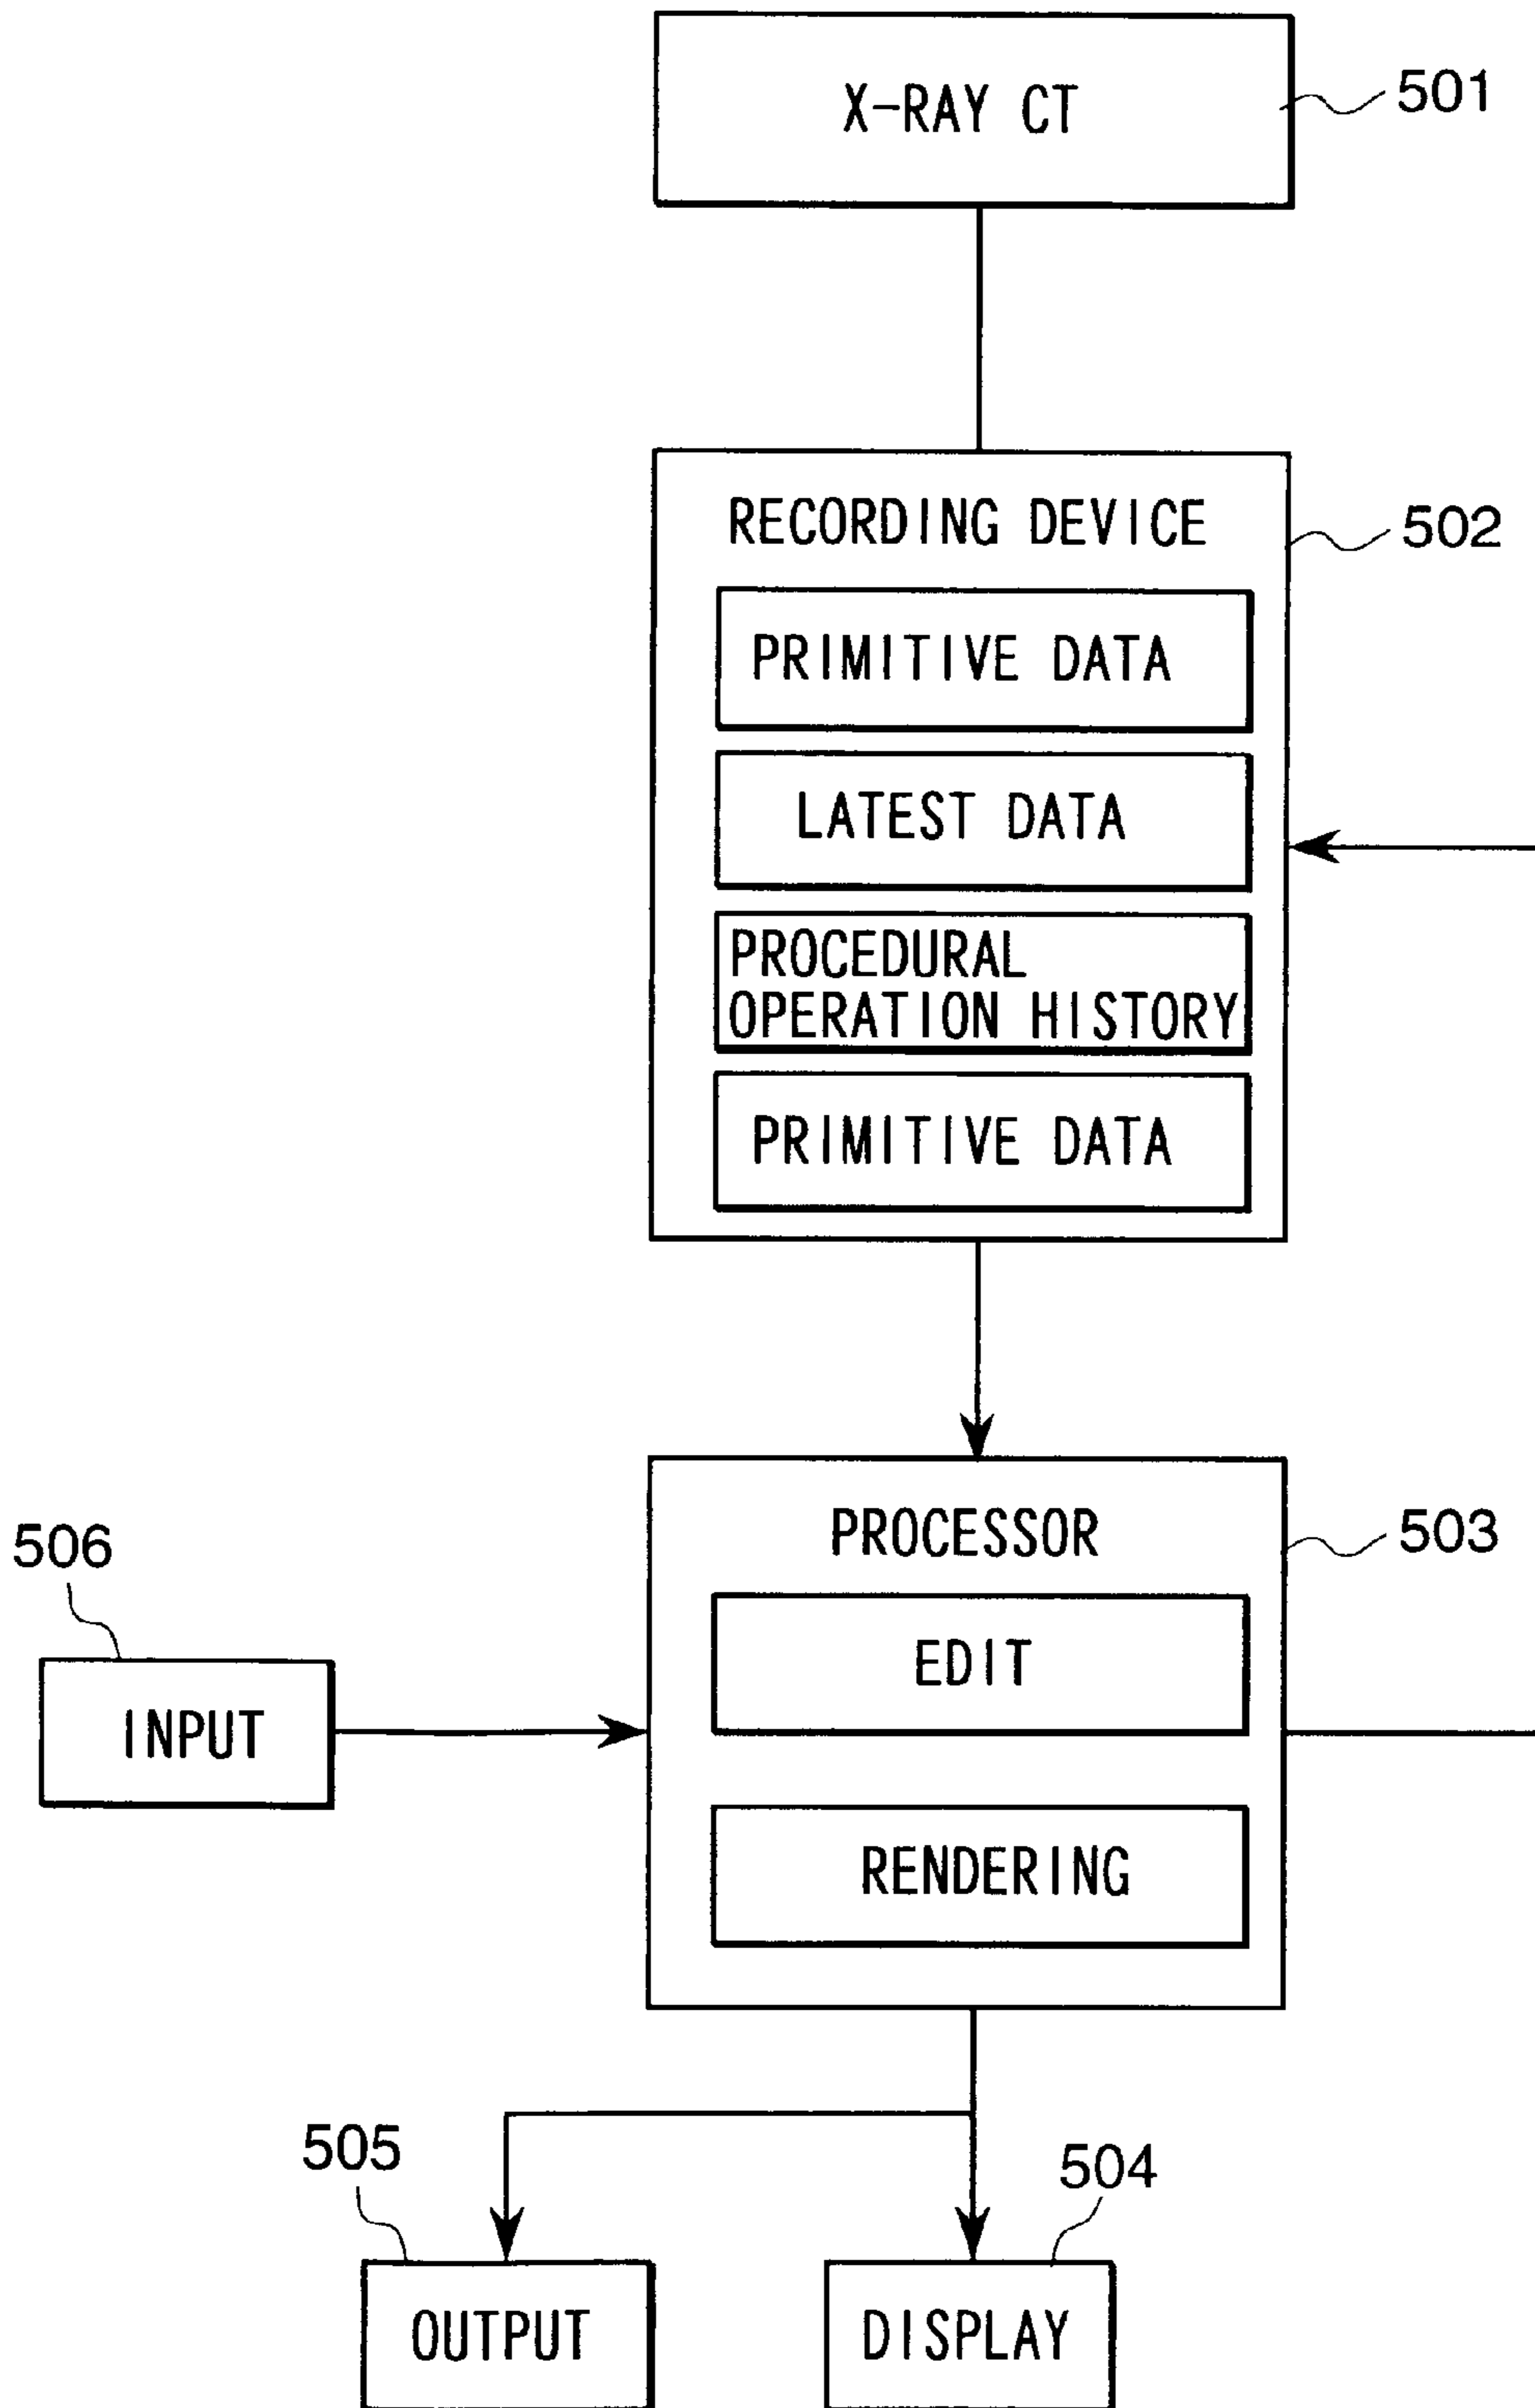 X-RAY CT
501
RECORDING DEVICE
502
PRIMITIVE DATA
LATEST DATA
PROCEDURAL
OPERATION HISTORY
PRIMITIVE DATA
PROCESSOR
503
506
EDIT
INPUT
RENDERING
505
504
OUTPUT
DISPLAY